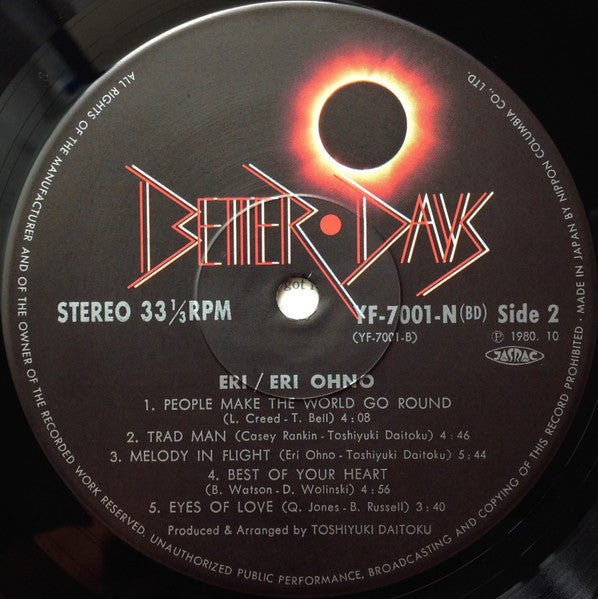 BETTER • DAYS
STEREO 33 ⅓ RPM
YF-7001-N (BD) Side 2
(YF-7001-B)
℗ 1980. 10
JASRAC
ERI / ERI OHNO
1. PEOPLE MAKE THE WORLD GO ROUND
(L. Creed - T. Bell) 4:08
2. TRAD MAN (Casey Rankin - Toshiyuki Daitoku) 4:46
3. MELODY IN FLIGHT (Eri Ohno - Toshiyuki Daitoku) 5:44
4. BEST OF YOUR HEART
(B. Watson - D. Wolinski) 4:56
5. EYES OF LOVE (Q. Jones - B. Russell) 3:40
Produced & Arranged by TOSHIYUKI DAITOKU
ALL RIGHTS OF THE MANUFACTURER AND OF THE OWNER OF THE RECORDED WORK RESERVED. UNAUTHORIZED PUBLIC PERFORMANCE, BROADCASTING AND COPYING OF THIS RECORD PROHIBITED · MADE IN JAPAN BY NIPPON COLUMBIA CO., LTD.